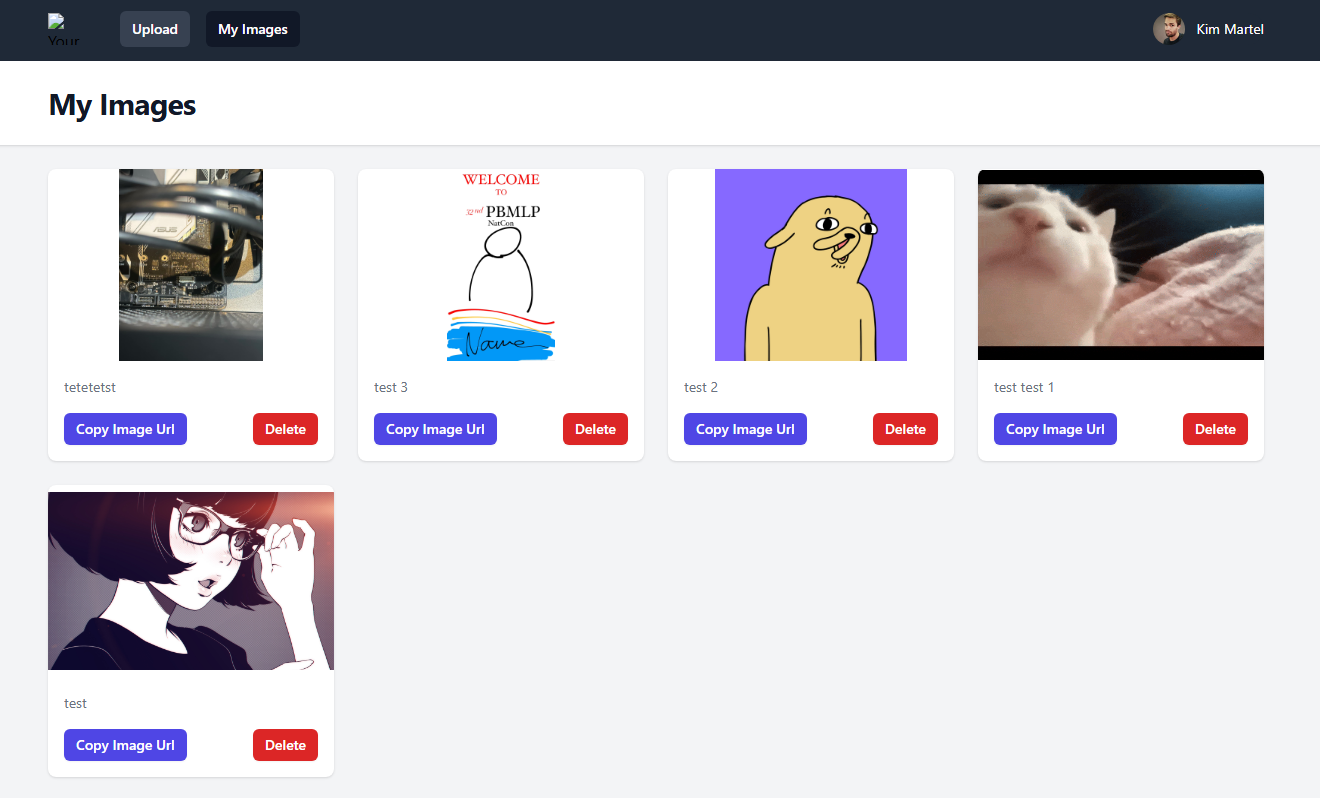 Your
Upload
My Images
Kim Martel
My Images
ASUS
WELCOME
TO
32nd PBMLP
NatCon
Name
tetetetst
test 3
test 2
test test 1
Copy Image Url
Delete
Copy Image Url
Delete
Copy Image Url
Delete
Copy Image Url
Delete
test
Copy Image Url
Delete